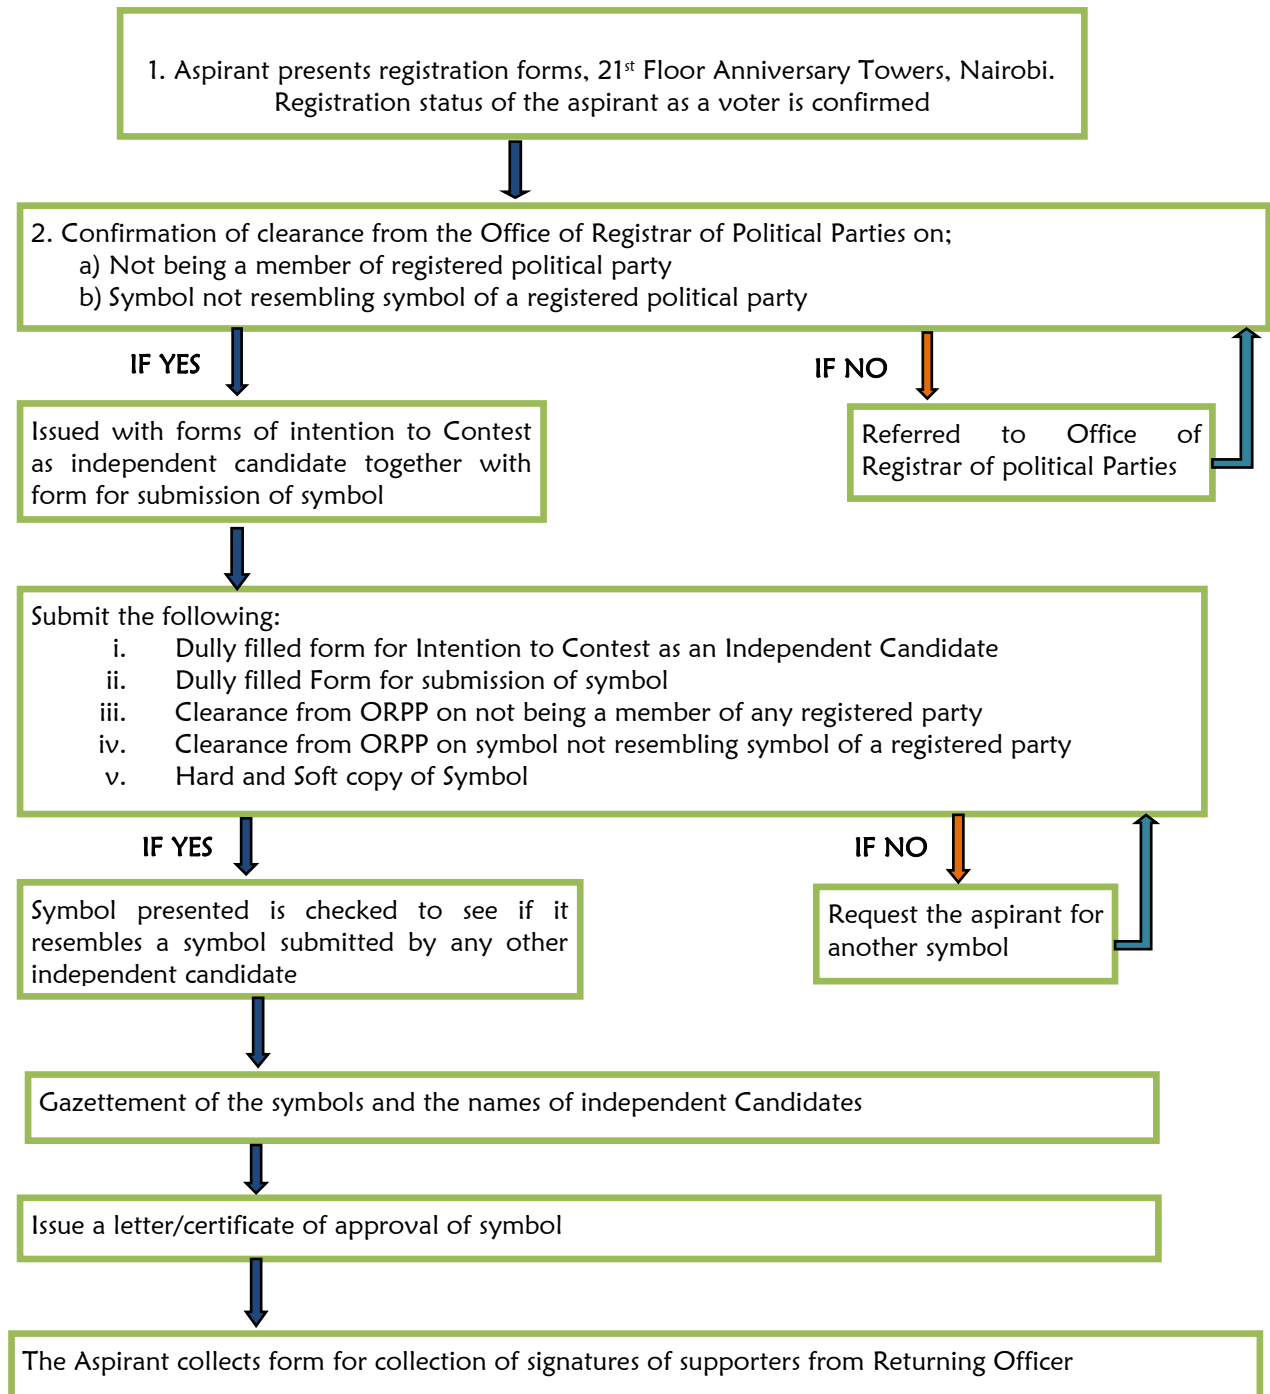 1. Aspirant presents registration forms, 21st Floor Anniversary Towers, Nairobi.
Registration status of the aspirant as a voter is confirmed
2. Confirmation of clearance from the Office of Registrar of Political Parties on;
a) Not being a member of registered political party
b) Symbol not resembling symbol of a registered political party
IF YES
IF NO
Issued with forms of intention to Contest
as independent candidate together with
form for submission of symbol
Referred to Office of
Registrar of political Parties
Submit the following:
i. Dully filled form for Intention to Contest as an Independent Candidate
ii. Dully filled Form for submission of symbol
iii. Clearance from ORPP on not being a member of any registered party
iv. Clearance from ORPP on symbol not resembling symbol of a registered party
v. Hard and Soft copy of Symbol
IF YES
IF NO
Symbol presented is checked to see if it
resembles a symbol submitted by any other
independent candidate
Request the aspirant for
another symbol
Gazettement of the symbols and the names of independent Candidates
Issue a letter/certificate of approval of symbol
The Aspirant collects form for collection of signatures of supporters from Returning Officer